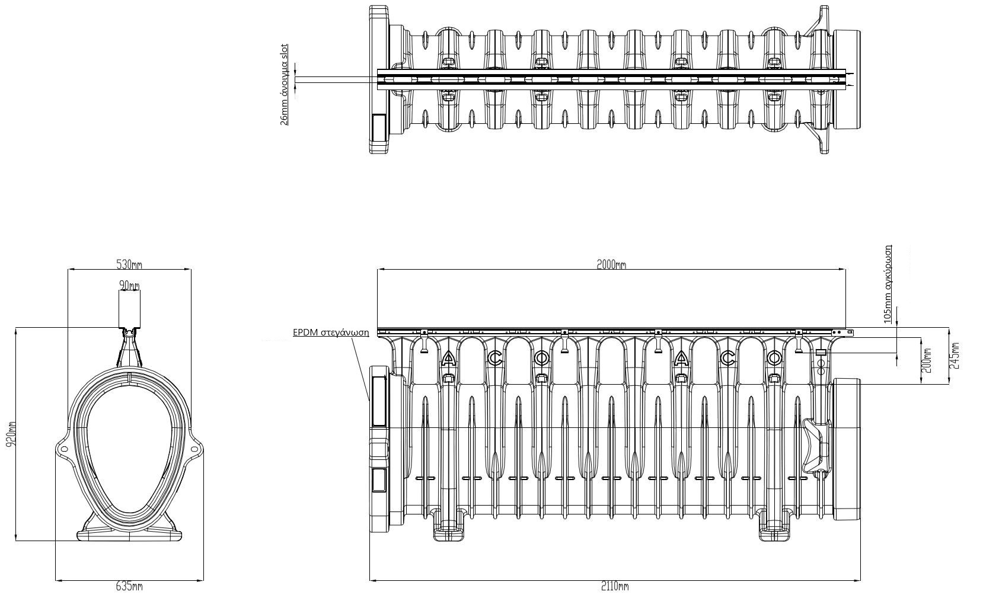 26mm άνοιγμα slot
530mm
90mm
920mm
635mm
2000mm
105mm αγκύρωση
EPDM στεγάνωση
200mm
245mm
A C O A C O
2110mm